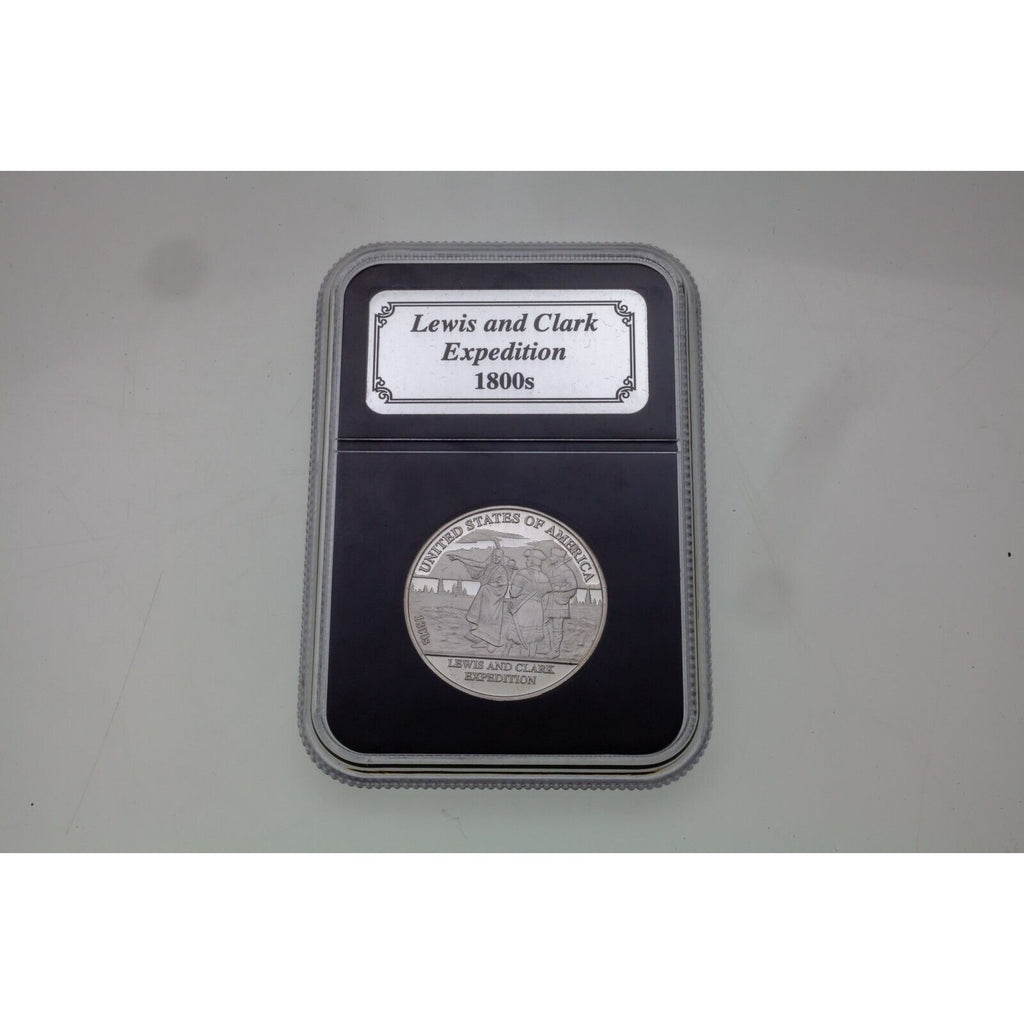 Lewis and Clark
Expedition
1800s
UNITED STATES OF AMERICA
1800s
LEWIS AND CLARK
EXPEDITION